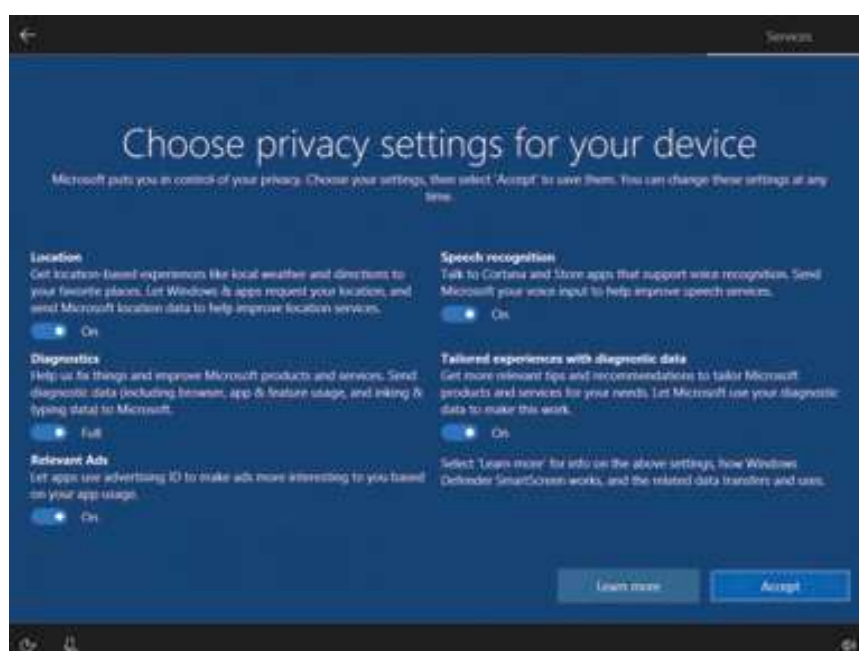 Services
Choose privacy settings for your device
Microsoft puts you in control of your privacy. Choose your settings, then select 'Accept' to save them. You can change these settings at any
time.
Location
Get location-based experiences like local weather and directions to
your favorite places. Let Windows & apps request your location, and
send Microsoft location data to help improve location services.
On
Diagnostics
Help us fix things and improve Microsoft products and services. Send
diagnostic data (including browser, app & feature usage, and inking &
typing data) to Microsoft.
Full
Relevant Ads
Let apps use advertising ID to make ads more interesting to you based
on your app usage.
On
Speech recognition
Talk to Cortana and Store apps that support voice recognition. Send
Microsoft your voice input to help improve speech services.
On
Tailored experiences with diagnostic data
Get more relevant tips and recommendations to tailor Microsoft
products and services for your needs. Let Microsoft use your diagnostic
data to make this work.
On
Select 'Learn more' for info on the above settings, how Windows
Defender SmartScreen works, and the related data transfers and uses.
Learn more
Accept